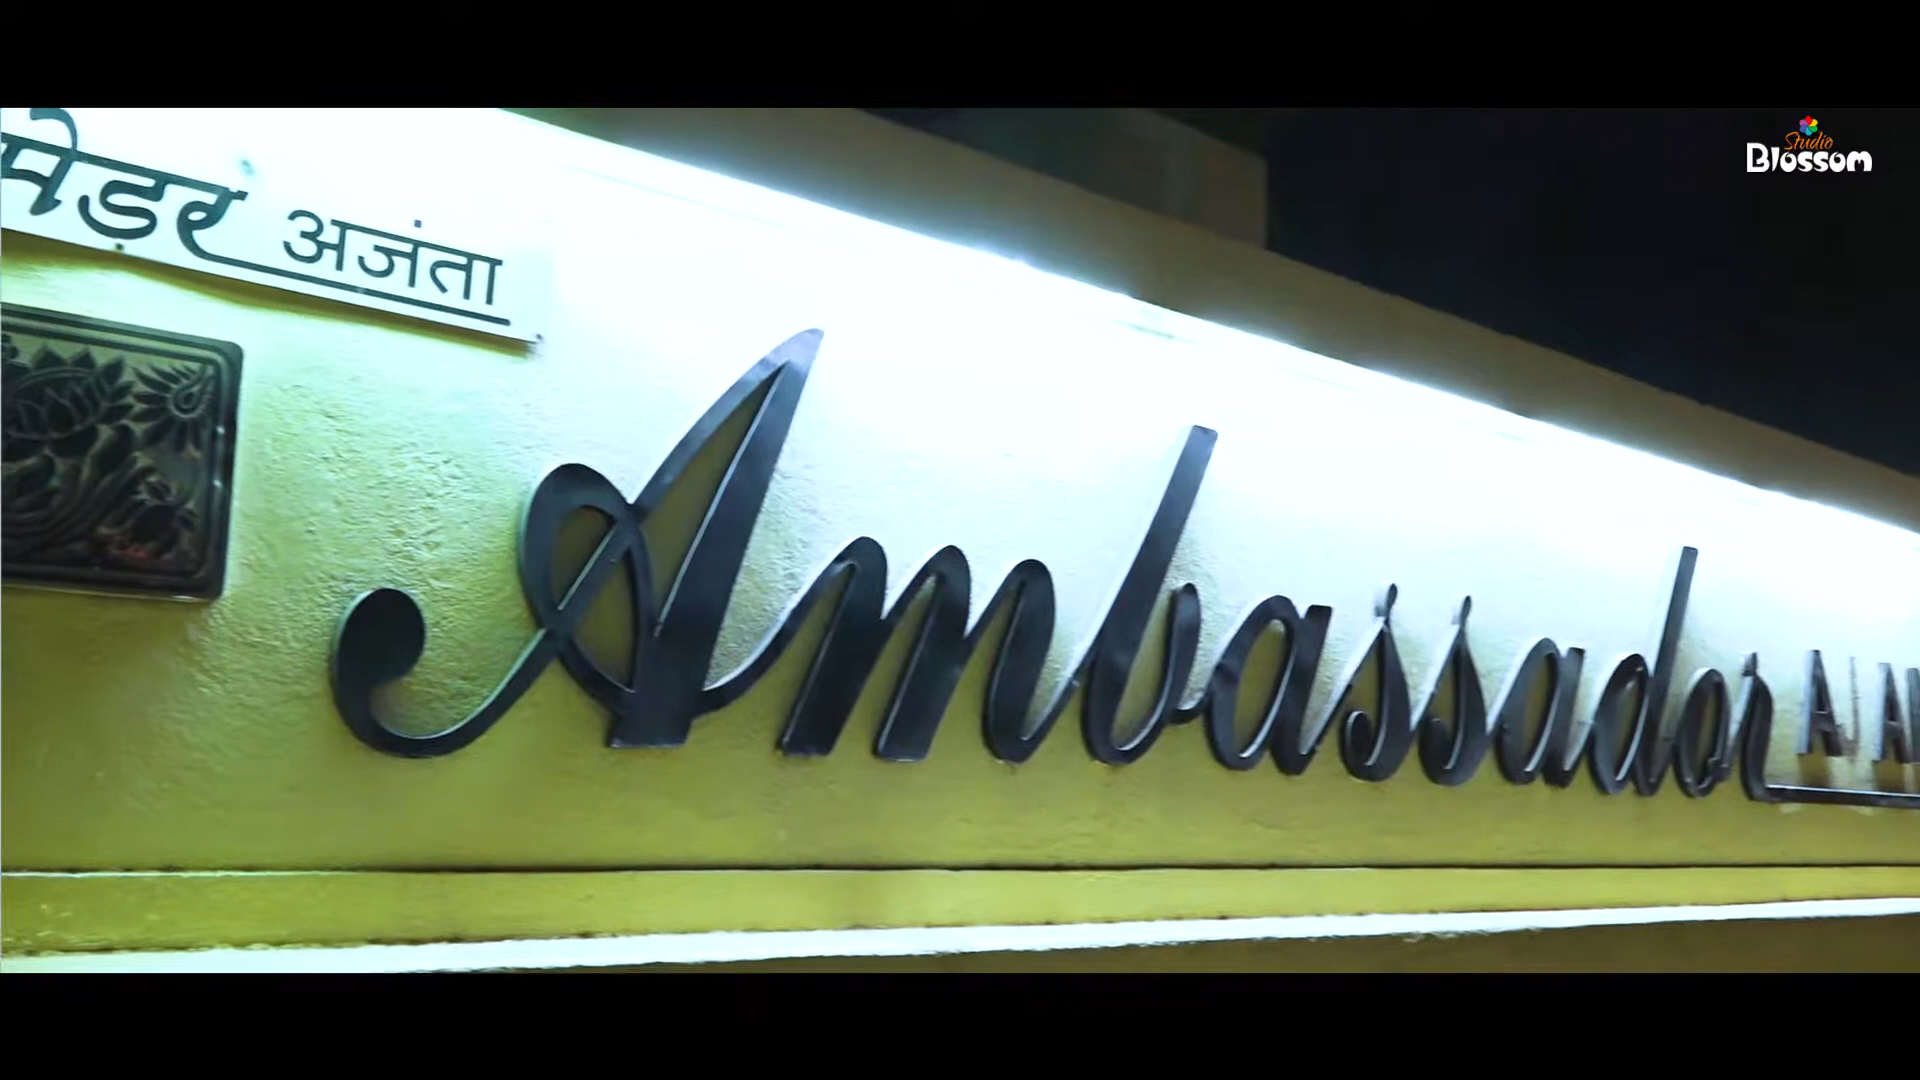 अजंता
Ambassador
Studio
Blossom